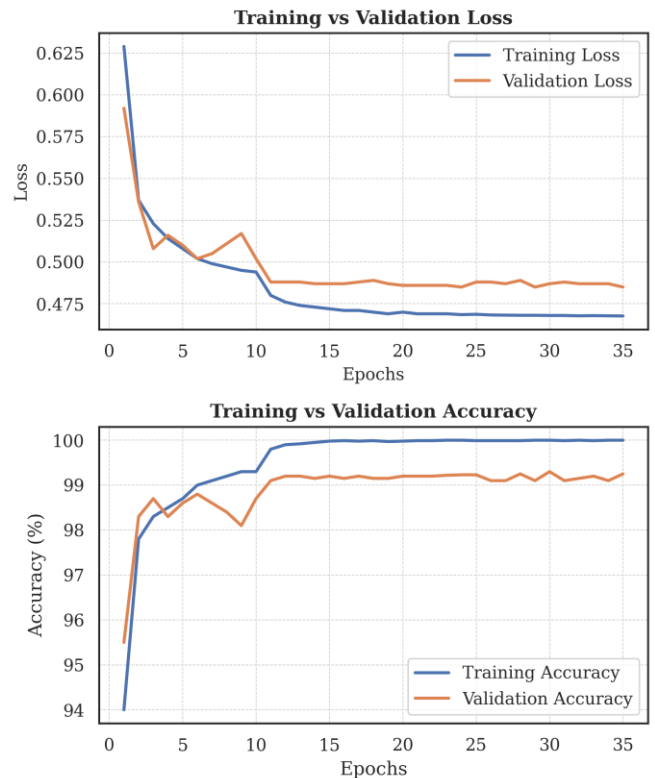 Training vs Validation Loss
0.625
0.600
0.575
0.550
0.525
0.500
0.475
Loss
Training Loss
Validation Loss
0 5 10 15 20 25 30 35
Epochs
Training vs Validation Accuracy
100
99
98
97
96
95
94
Accuracy (%)
Training Accuracy
Validation Accuracy
0 5 10 15 20 25 30 35
Epochs